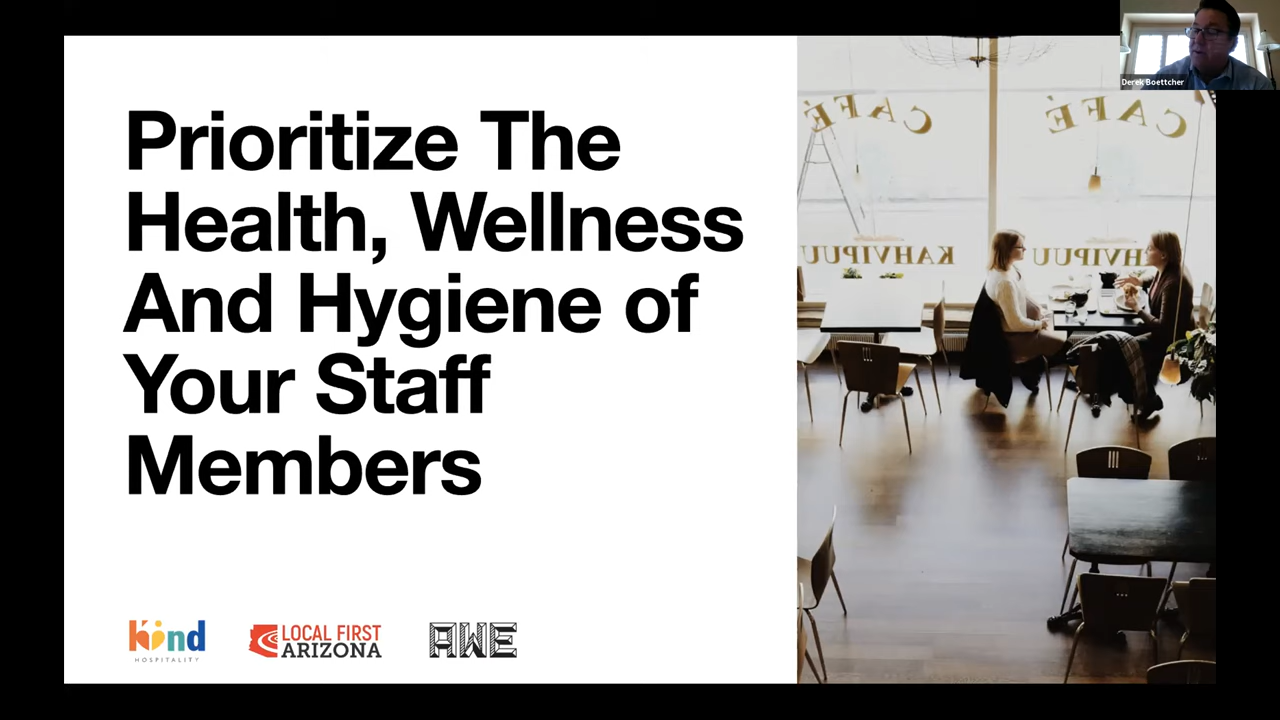 Prioritize The
Health, Wellness
And Hygiene of
Your Staff
Members
kind
HOSPITALITY
LOCAL FIRST
ARIZONA
AWE
CAFÉ
CAFÉ
KAHVIPUU
HVIPUU
Derek Boettcher